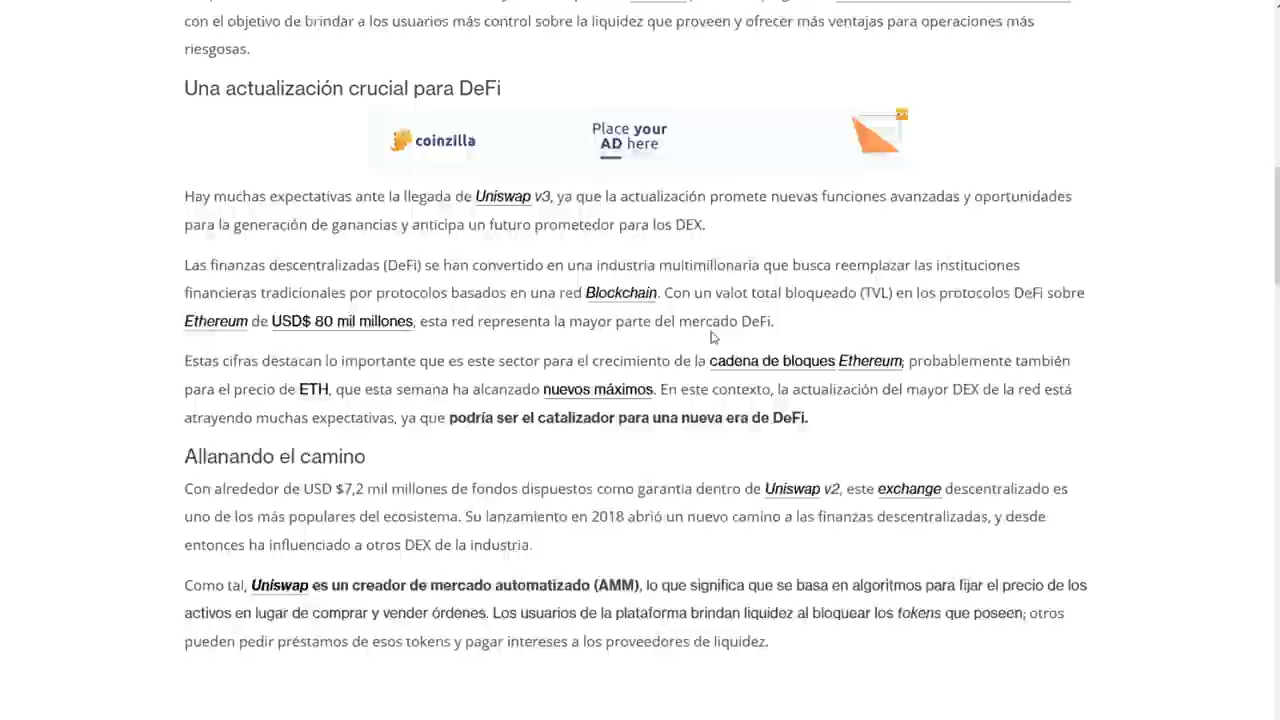 con el objetivo de brindar a los usuarios más control sobre la liquidez que proveen y ofrecer más ventajas para operaciones más
riesgosas.
Una actualización crucial para DeFi
coinzilla
Place your
AD here
Hay muchas expectativas ante la llegada de Uniswap v3, ya que la actualización promete nuevas funciones avanzadas y oportunidades
para la generación de ganancias y anticipa un futuro prometedor para los DEX.
Las finanzas descentralizadas (DeFi) se han convertido en una industria multimillonaria que busca reemplazar las instituciones
financieras tradicionales por protocolos basados en una red Blockchain. Con un valot total bloqueado (TVL) en los protocolos DeFi sobre
Ethereum de USD$ 80 mil millones, esta red representa la mayor parte del mercado DeFi.
Estas cifras destacan lo importante que es este sector para el crecimiento de la cadena de bloques Ethereum; probablemente también
para el precio de ETH, que esta semana ha alcanzado nuevos máximos. En este contexto, la actualización del mayor DEX de la red está
atrayendo muchas expectativas, ya que podría ser el catalizador para una nueva era de DeFi.
Allanando el camino
Con alrededor de USD $7,2 mil millones de fondos dispuestos como garantía dentro de Uniswap v2, este exchange descentralizado es
uno de los más populares del ecosistema. Su lanzamiento en 2018 abrió un nuevo camino a las finanzas descentralizadas, y desde
entonces ha influenciado a otros DEX de la industria.
Como tal, Uniswap es un creador de mercado automatizado (AMM), lo que significa que se basa en algoritmos para fijar el precio de los
activos en lugar de comprar y vender órdenes. Los usuarios de la plataforma brindan liquidez al bloquear los tokens que poseen; otros
pueden pedir préstamos de esos tokens y pagar intereses a los proveedores de liquidez.